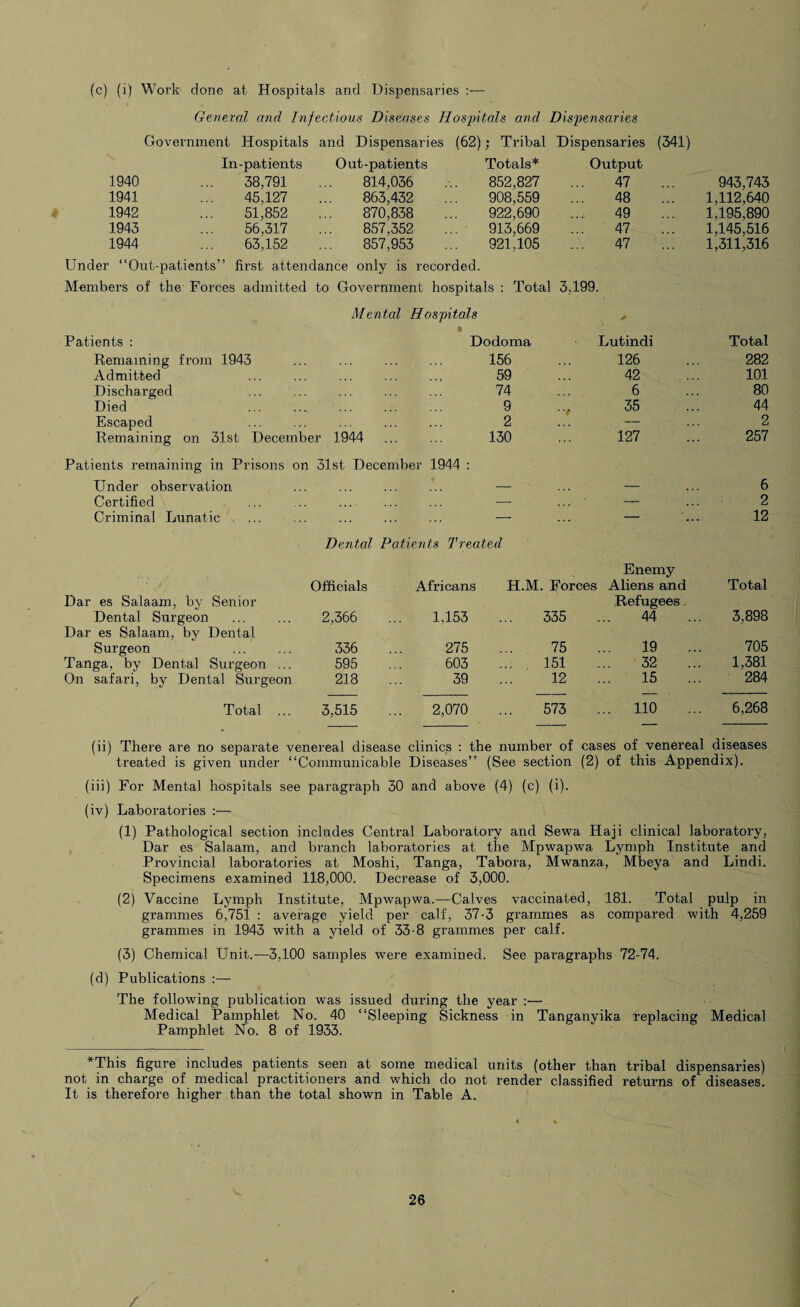 (c) (i) Work done at Hospitals and Dispensaries :—
General and Infectious Diseases Hospitals and Dispensaries
Government Hospitals and Dispensaries (62); Tribal Dispensaries (341)
In-patients Out-patients Totals* Output
1940 ... 38,791 ... 814,036 ... 852,827 ... 47 ... 943,743
1941 ... 45,127 ... 863,432 ... 908,559 ... 48 ... 1,112,640
1942 ... 51,852 ... 870,838 ... 922,690 ... 49 ... 1,195,890
1943 ... 56,317 ... 857,352 ... 913,669 ... 47 ... 1,145,516
1944 ... 63,152 ... 857,953 ... 921,105 ... 47 ... 1,311,316
Under “Out-patients” first attendance only is recorded.
Members of the Forces admitted to Government hospitals : Total 3,199.
Mental Hospitals
Patients : Dodoma Lutindi Total
Remaining from 1943 ... ... ... ... 156 ... 126 ... 282
Admitted ... ... ... ... ... 59 ... 42 ... 101
Discharged ... ... ... ... ... 74 ... 6 ... 80
Died ... ... ... ... ... 9 ... 35 ... 44
Escaped ... ... ... ... ... 2 ... — ... 2
Remaining on 31st December 1944 ... ... 130 ... 127 ... 257
Patients remaining in Prisons on 31st December 1944 :
Under observation ... ... ... ... — ... — ... 6
Certified ... ... ... ... ... — ... — ... 2
Criminal Lunatic ... ... ... ... ... — ... — ... 12
Dental Patients Treated
Enemy
Officials Africans H.M. Forces Aliens and Total
Dar es Salaam, by Senior Refugees
Dental Surgeon ... ... 2,366 ... 1,153 ... 335 ... 44 ... 3,898
Dar es Salaam, by Dental
Surgeon ... ... 336 ... 275 ... 75 ... 19 ... 705
Tanga, by Dental Surgeon ... 595 ... 603 ... 151 ... 32 ... 1,381
On safari, by Dental Surgeon 218 ... 39 ... 12 ... 15 ... 284
Total ... 3,515 ... 2,070 ... 573 ... 110 ... 6,268
(ii) There are no separate venereal disease clinics : the number of cases of venereal diseases
treated is given under “Communicable Diseases” (See section (2) of this Appendix).
(iii) For Mental hospitals see paragraph 30 and above (4) (c) (i).
(iv) Laboratories :—
(1) Pathological section includes Central Laboratory and Sewa Haji clinical laboratory,
Dar es Salaam, and branch laboratories at the Mpwapwa Lymph Institute and
Provincial laboratories at Moshi, Tanga, Tabora, Mwanza, Mbeya and Lindi.
Specimens examined 118,000. Decrease of 3,000.
(2) Vaccine Lymph Institute, Mpwapwa.—Calves vaccinated, 181. Total pulp in
grammes 6,751 : average yield per calf, 37·3 grammes as compared with 4,259
grammes in 1943 with a yield of 33·8 grammes per calf.
(3) Chemical Unit.—3,100 samples were examined. See paragraphs 72-74.
(d) Publications :—
The following publication was issued during the year :—
Medical Pamphlet No. 40 “Sleeping Sickness in Tanganyika replacing Medical
Pamphlet No. 8 of 1933.
*This figure includes patients seen at some medical units (other than tribal dispensaries)
not in charge of medical practitioners and which do not render classified returns of diseases.
It is therefore higher than the total shown in Table A.
26